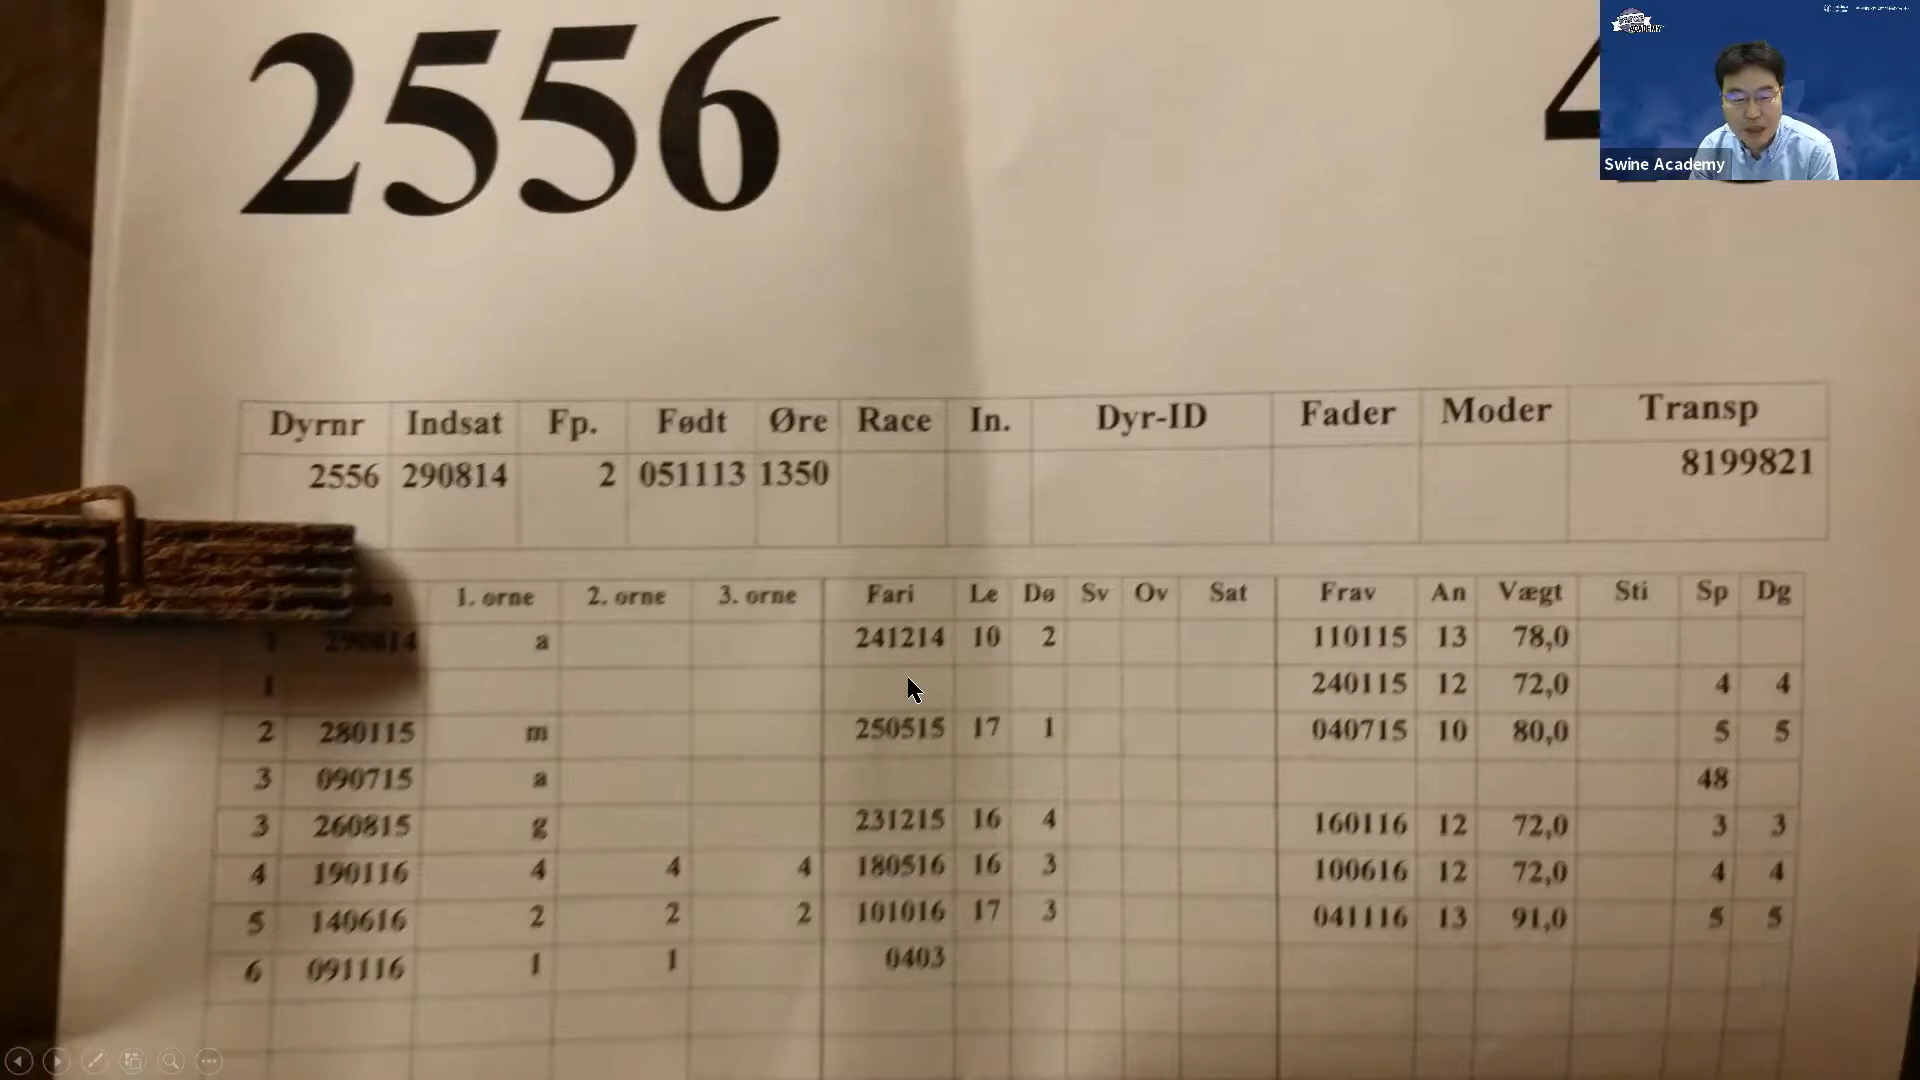 2556
ACADEMY
Swine Academy
Dyrnr Indsat Fp. Født Øre Race In. Dyr-ID Fader Moder Transp
2556 290814 2 051113 1350 8199821
1. orne 2. orne 3. orne Fari Le Dø Sv Ov Sat Frav An Vægt Sti Sp Dg
1 290814 a 241214 10 2 110115 13 78,0
1 240115 12 72,0 4 4
2 280115 m 250515 17 1 040715 10 80,0 5 5
3 090715 a 48
3 260815 g 231215 16 4 160116 12 72,0 3 3
4 190116 4 4 4 180516 16 3 100616 12 72,0 4 4
5 140616 2 2 2 101016 17 3 041116 13 91,0 5 5
6 091116 1 1 0403